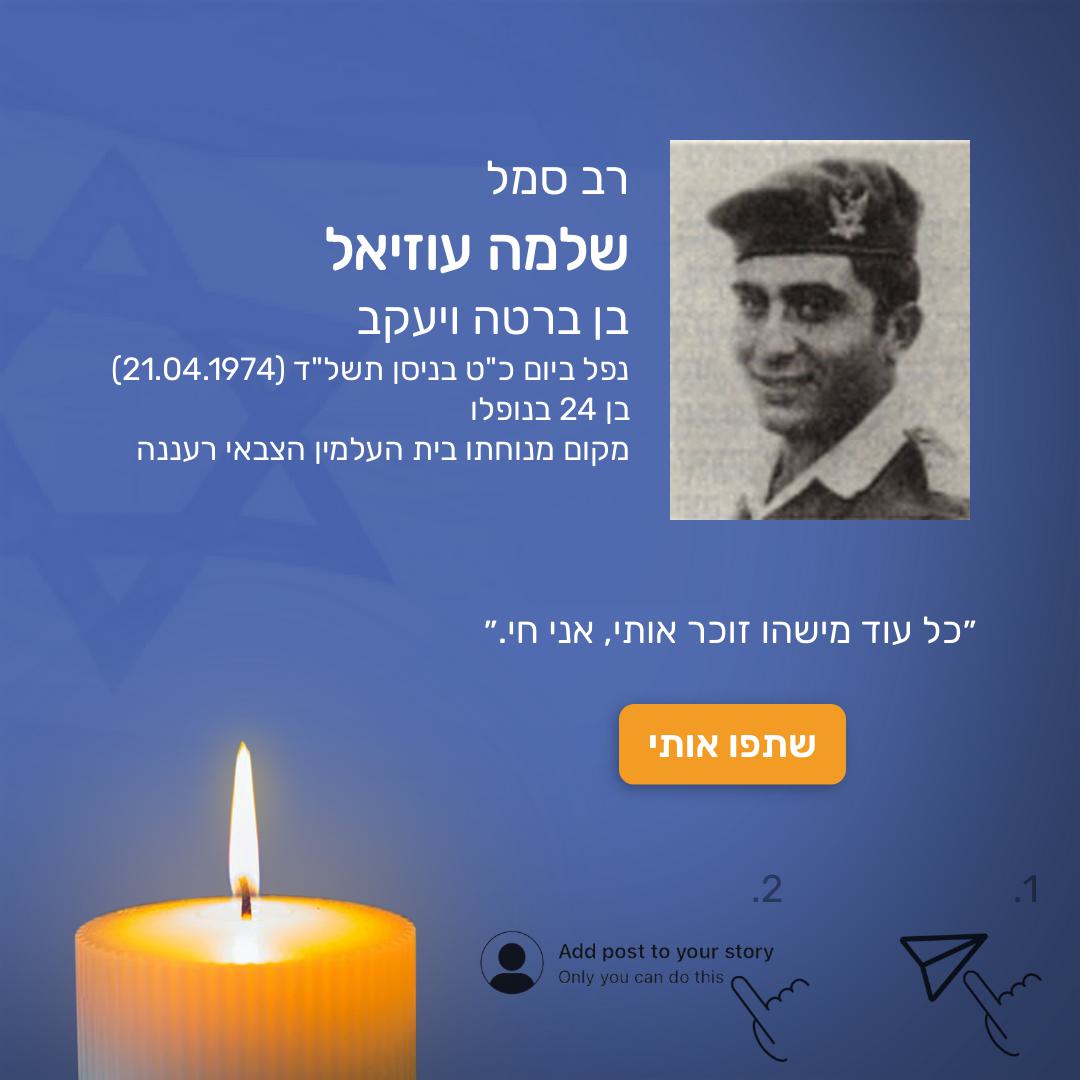 רב סמל
שלמה עוזיאל
בן ברטה ויעקב
נפל ביום כ"ט בניסן תשל"ד (21.04.1974)
בן 24 בנופלו
מקום מנוחתו בית העלמין הצבאי רעננה
״כל עוד מישהו זוכר אותי, אני חי.״
שתפו אותי
1.
2.
Add post to your story
Only you can do this